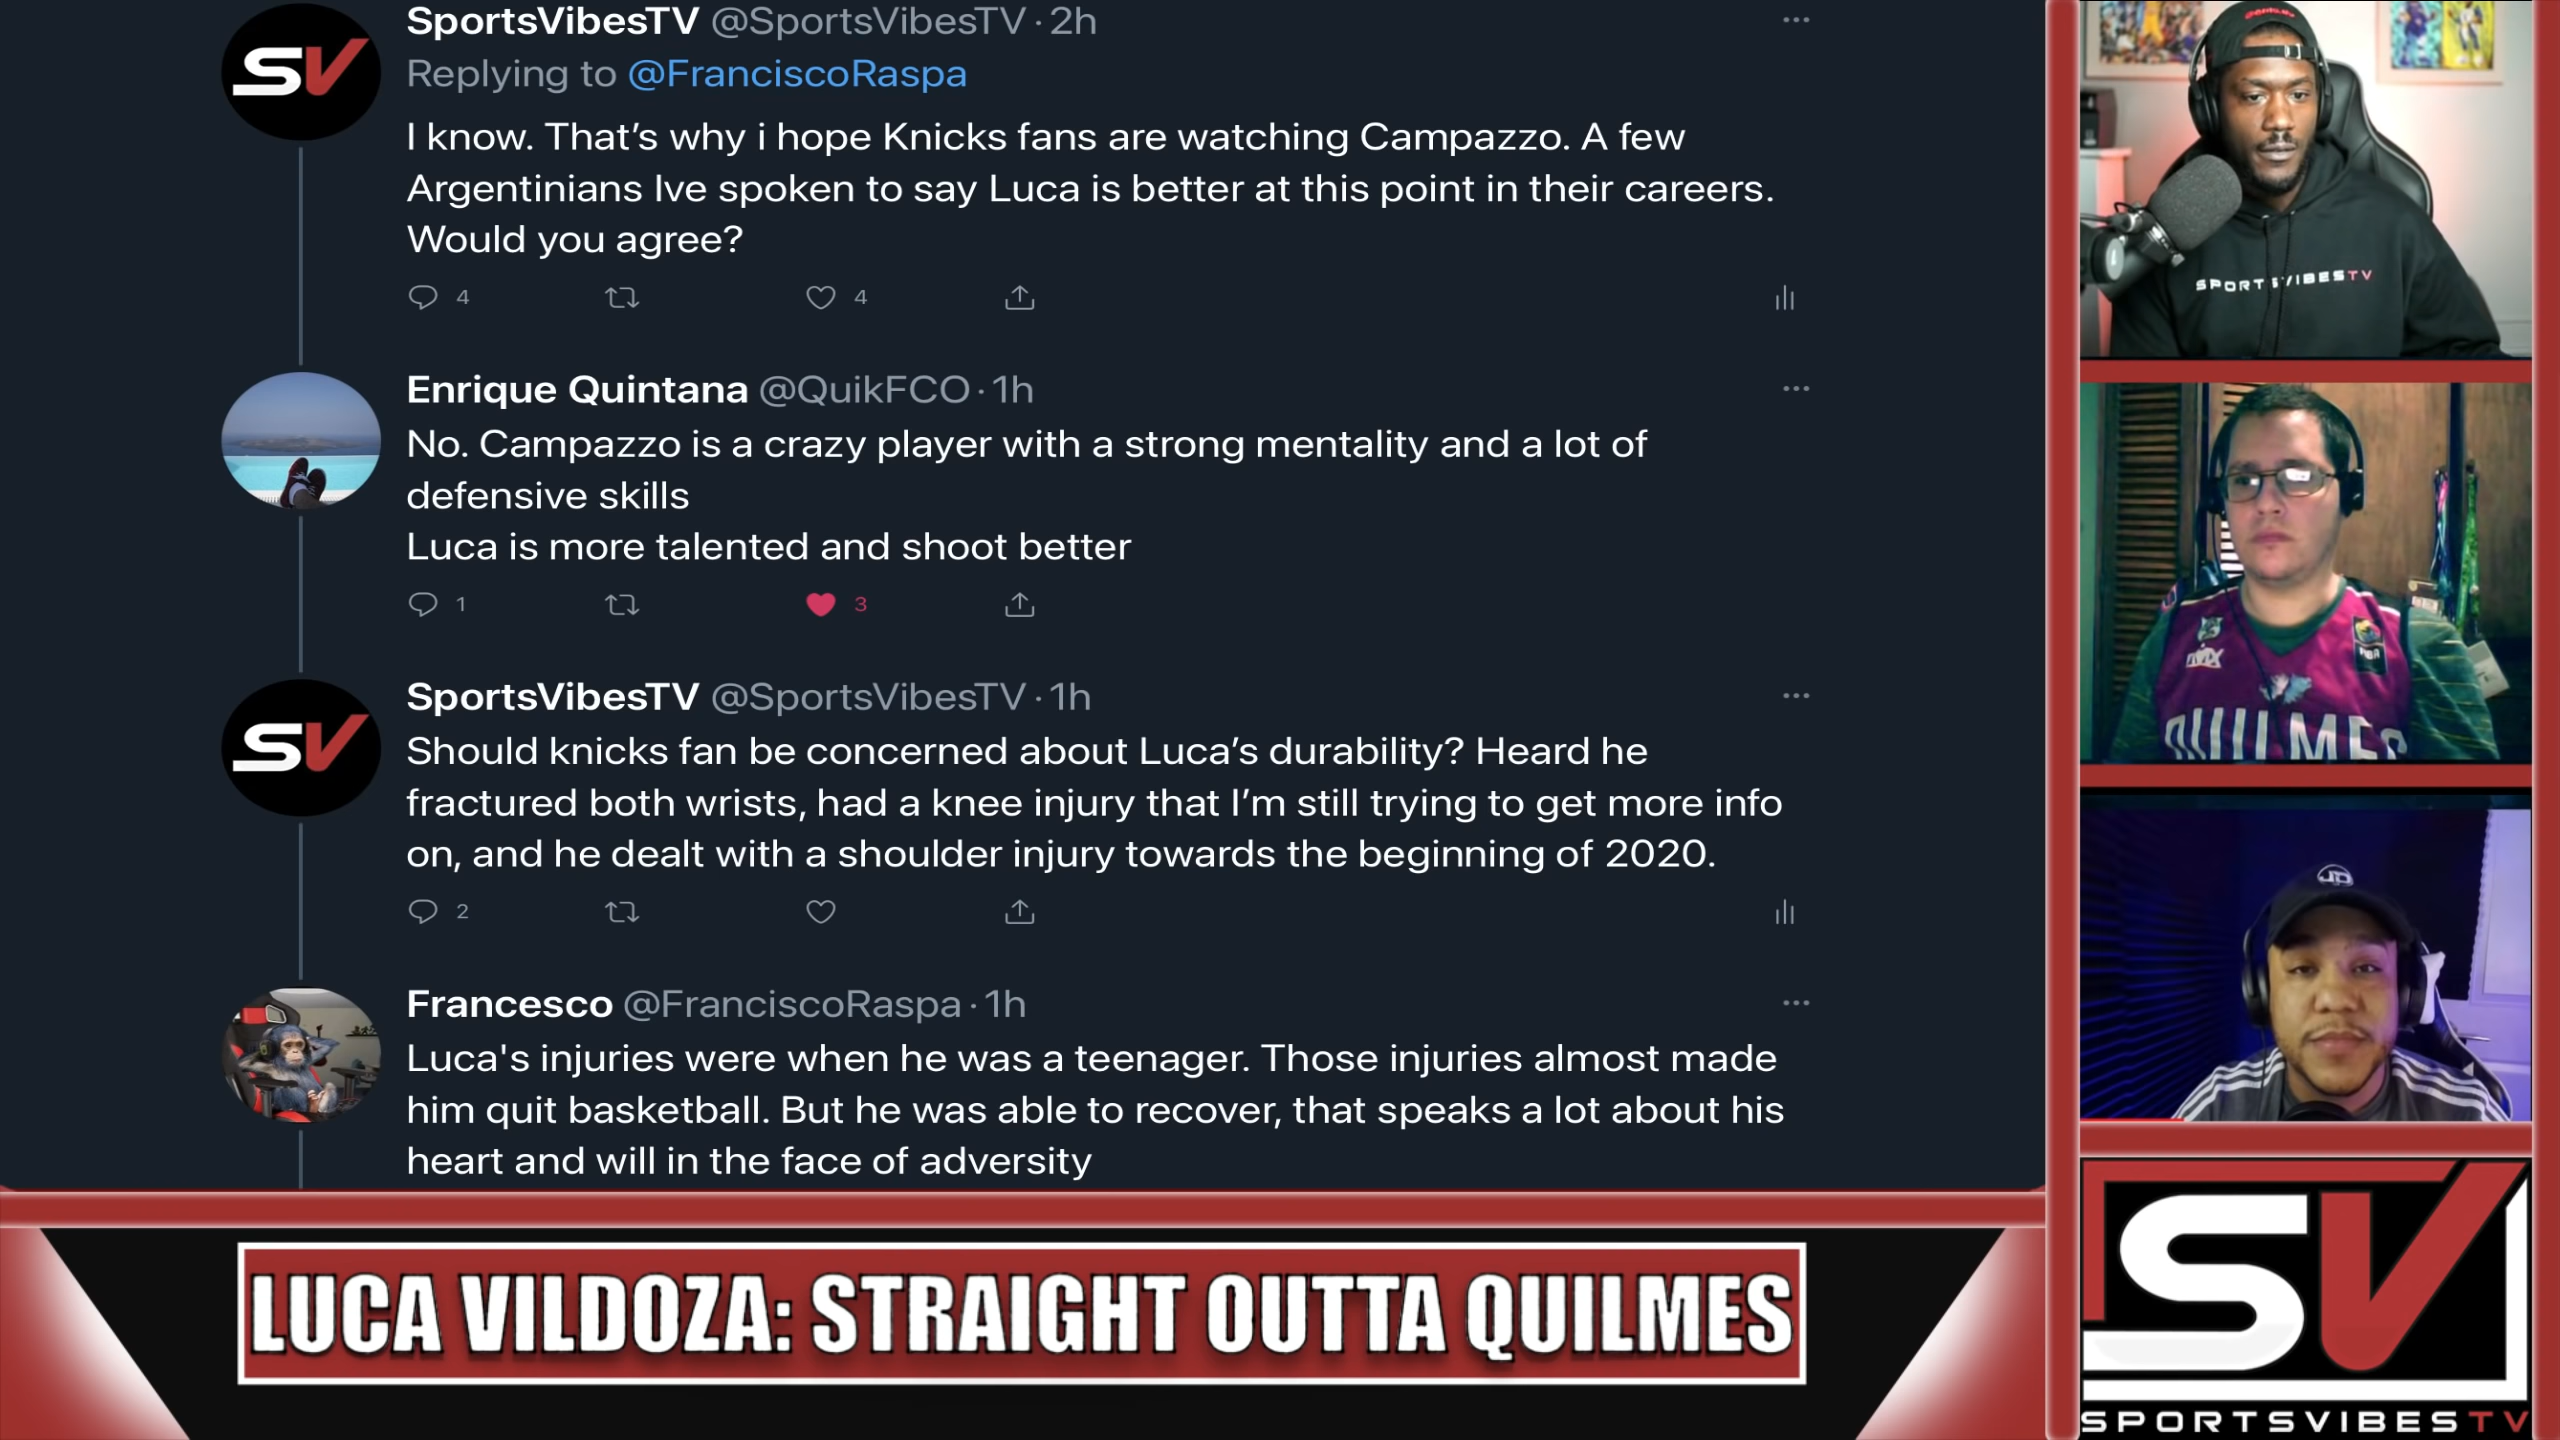 SportsVibesTV @SportsVibesTV · 2h
Replying to @FranciscoRaspa
I know. That’s why i hope Knicks fans are watching Campazzo. A few
Argentinians Ive spoken to say Luca is better at this point in their careers.
Would you agree?
4 4
Enrique Quintana @QuikFCO · 1h
No. Campazzo is a crazy player with a strong mentality and a lot of
defensive skills
Luca is more talented and shoot better
1 3
SportsVibesTV @SportsVibesTV · 1h
Should knicks fan be concerned about Luca’s durability? Heard he
fractured both wrists, had a knee injury that I’m still trying to get more info
on, and he dealt with a shoulder injury towards the beginning of 2020.
2
Francesco @FranciscoRaspa · 1h
Luca's injuries were when he was a teenager. Those injuries almost made
him quit basketball. But he was able to recover, that speaks a lot about his
heart and will in the face of adversity
LUCA VILDOZA: STRAIGHT OUTTA QUILMES
SV
SV
SPORTSVIBESTV
QUILMES
SV
SPORTSVIBESTV